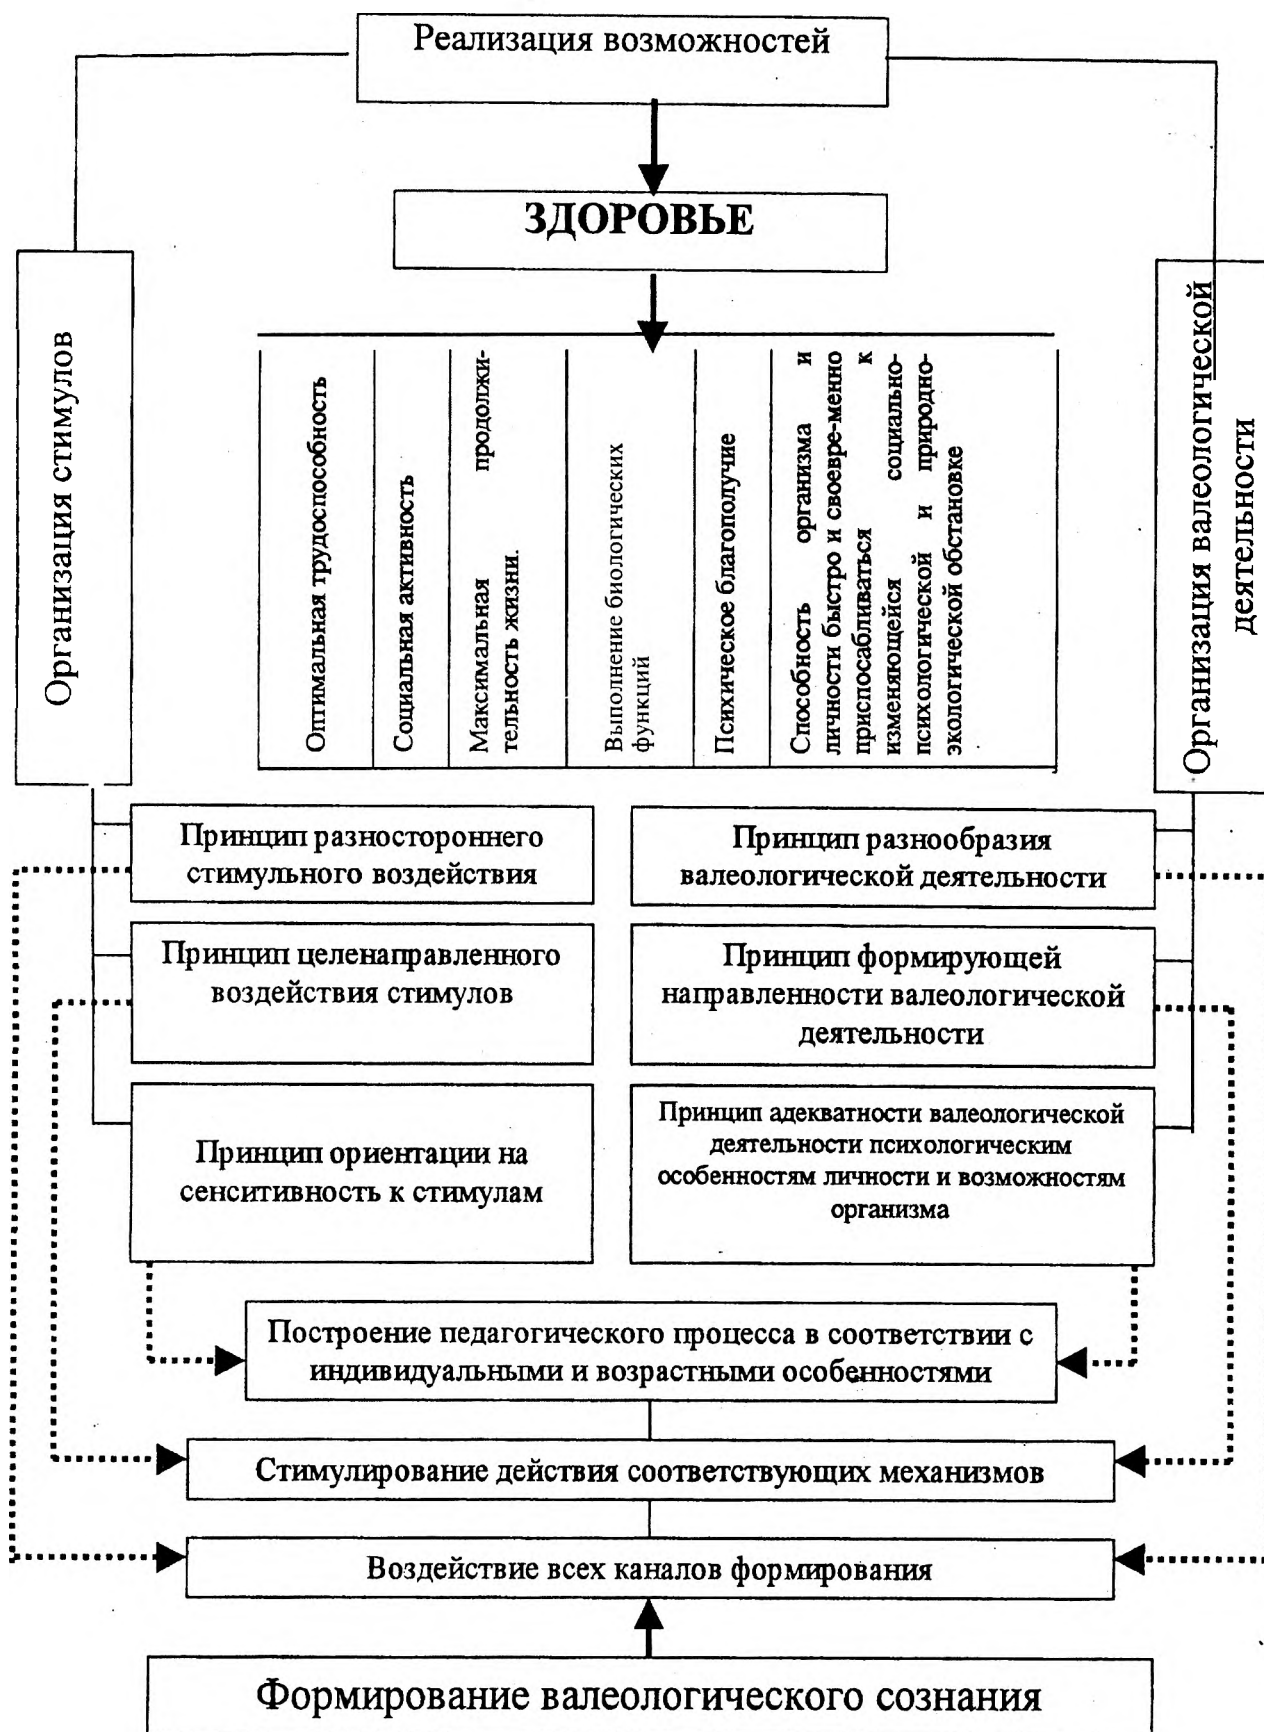 Реализация возможностей
ЗДОРОВЬЕ
Организация стимулов
Оптимальная трудоспособность
Социальная активность
Максимальная продолжи-
тельность жизни.
Выполнение биологических
функций
Психическое благополучие
Способность организма и
личности быстро и своевре-менно
приспосабливаться к
изменяющейся социально-
психологической и природно-
экологической обстановке
Организация валеологической
деятельности
Принцип разностороннего
стимульного воздействия
Принцип разнообразия
валеологической деятельности
Принцип целенаправленного
воздействия стимулов
Принцип формирующей
направленности валеологической
деятельности
Принцип ориентации на
сенситивность к стимулам
Принцип адекватности валеологической
деятельности психологическим
особенностям личности и возможностям
организма
Построение педагогического процесса в соответствии с
индивидуальными и возрастными особенностями
Стимулирование действия соответствующих механизмов
Воздействие всех каналов формирования
Формирование валеологического сознания